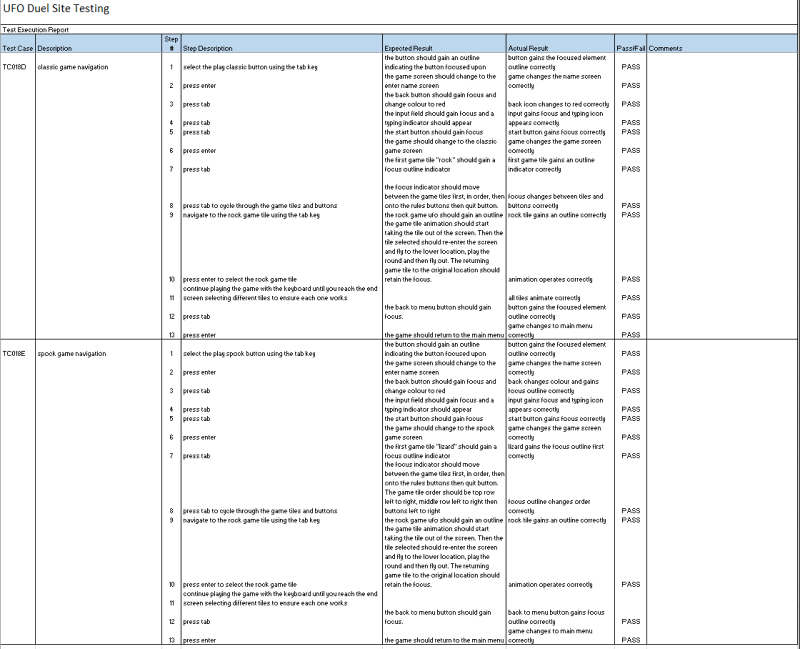 UFO Duel Site Testing
Test Execution Report
Test Case Description Step # Step Description Expected Result Actual Result Pass/Fail Comments
TC018D classic game navigation
1 select the play classic button using the tab key the button should gain an outline indicating the button focused upon button gains the focused element outline correctly PASS
2 press enter the game screen should change to the enter name screen game changes the name screen correctly PASS
3 press tab the back button should gain focus and change colour to red back icon changes to red correctly PASS
4 press tab the input field should gain focus and a typing indicator should appear input gains focus and typing icon appears correctly PASS
5 press tab the start button should gain focus start button gains focus correctly PASS
6 press enter the game should change to the classic game screen game changes the game screen correctly PASS
7 press tab the first game tile "rock" should gain a focus outline indicator first game tile gains an outline indicator correctly PASS
8 press tab to cycle through the game tiles and buttons the focus indicator should move between the game tiles first, in order, then onto the rules buttons then quit button. focus changes between tiles and buttons correctly PASS
9 navigate to the rock game tile using the tab key the rock game ufo should gain an outline rock tile gains an outline correctly PASS
10 press enter to select the rock game tile the game tile animation should start taking the tile out of the screen. Then the tile selected should re-enter the screen and fly to the lower location, play the round and then fly out. The returning game tile to the original location should retain the focus. animation operates correctly PASS
11 continue playing the game with the keyboard until you reach the end screen selecting different tiles to ensure each one works all tiles animate correctly PASS
12 press tab the back to menu button should gain focus. button gains the focused element outline correctly PASS
13 press enter the game should return to the main menu game changes to main menu correctly PASS
TC018E spook game navigation
1 select the play spook button using the tab key the button should gain an outline indicating the button focused upon button gains the focused element outline correctly PASS
2 press enter the game screen should change to the enter name screen game changes the name screen correctly PASS
3 press tab the back button should gain focus and change colour to red back changes colour and gains focus outline correctly PASS
4 press tab the input field should gain focus and a typing indicator should appear input gains focus and typing icon appears correctly PASS
5 press tab the start button should gain focus start button gains focus correctly PASS
6 press enter the game should change to the spook game screen game changes the game screen correctly PASS
7 press tab the first game tile "lizard" should gain a focus outline indicator lizard gains the focus outline first correctly PASS
8 press tab to cycle through the game tiles and buttons the focus indicator should move between the game tiles first, in order, then onto the rules buttons then quit button. The game tile order should be top row left to right, middle row left to right then buttons left to right focus outline changes order correctly PASS
9 navigate to the rock game tile using the tab key the rock game ufo should gain an outline rock tile gains an outline correctly PASS
10 press enter to select the rock game tile the game tile animation should start taking the tile out of the screen. Then the tile selected should re-enter the screen and fly to the lower location, play the round and then fly out. The returning game tile to the original location should retain the focus. animation operates correctly PASS
11 continue playing the game with the keyboard until you reach the end screen selecting different tiles to ensure each one works
12 press tab the back to menu button should gain focus. back to menu button gains focus outline correctly PASS
13 press enter the game should return to the main menu game changes to main menu correctly PASS